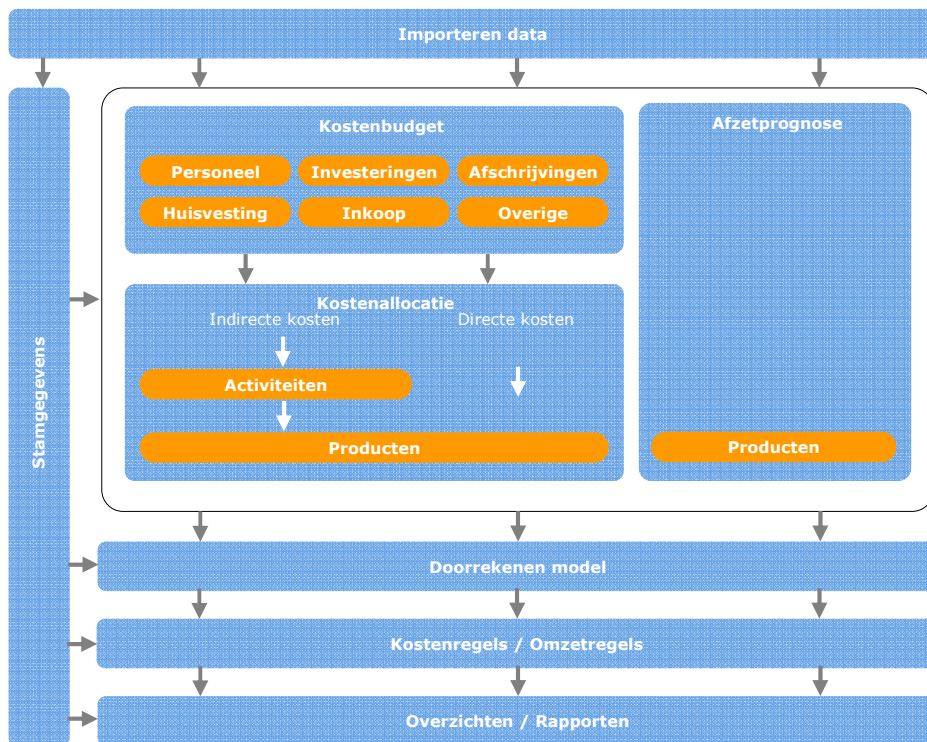 Importeren data
Stamgegevens
Kostenbudget
Personeel
Investeringen
Afschrijvingen
Huisvesting
Inkoop
Overige
Kostenallocatie
Indirecte kosten
Directe kosten
Activiteiten
Producten
Afzetprognose
Producten
Doorrekenen model
Kostenregels / Omzetregels
Overzichten / Rapporten